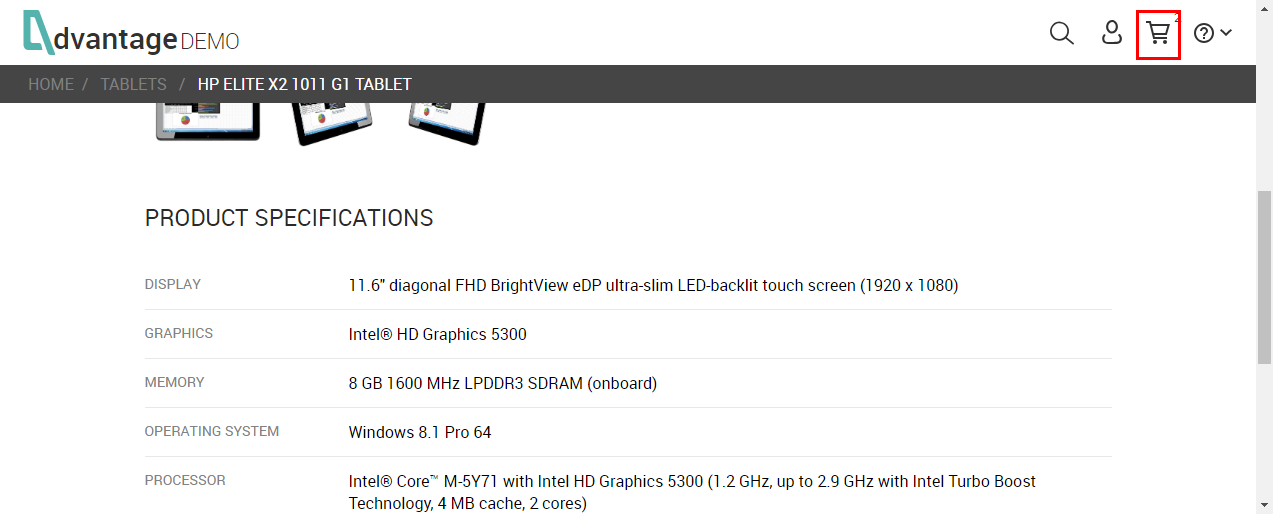 dvantage DEMO
2
HOME / TABLETS / HP ELITE X2 1011 G1 TABLET
PRODUCT SPECIFICATIONS
DISPLAY 11.6" diagonal FHD BrightView eDP ultra-slim LED-backlit touch screen (1920 x 1080)
GRAPHICS Intel® HD Graphics 5300
MEMORY 8 GB 1600 MHz LPDDR3 SDRAM (onboard)
OPERATING SYSTEM Windows 8.1 Pro 64
PROCESSOR Intel® Core™ M-5Y71 with Intel HD Graphics 5300 (1.2 GHz, up to 2.9 GHz with Intel Turbo Boost
Technology, 4 MB cache, 2 cores)